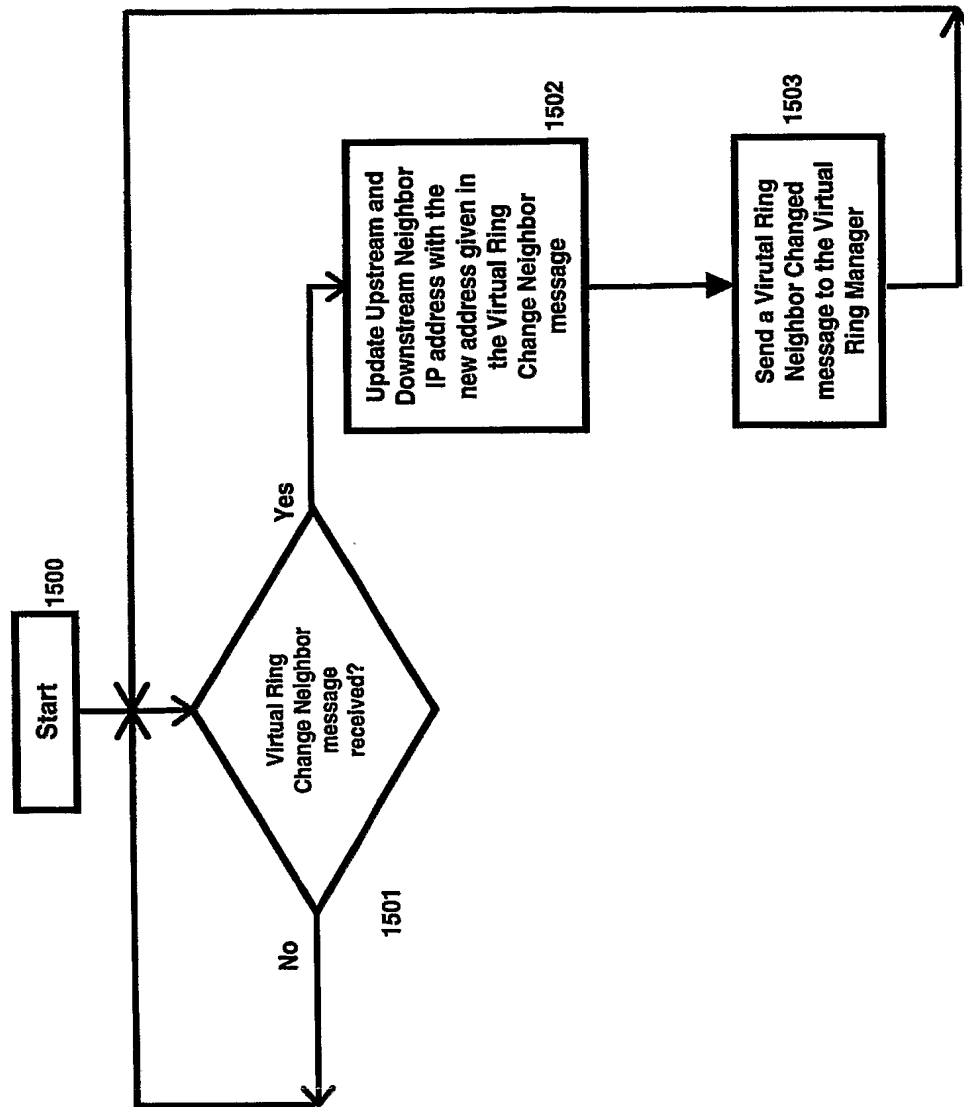 Start
1500
Virtual Ring
Change Neighbor
message
received?
1501
No
Yes
Update Upstream and
Downstream Neighbor
IP address with the
new address given in
the Virtual Ring
Change Neighbor
message
1502
Send a Virutal Ring
Neighbor Changed
message to the Virtual
Ring Manager
1503